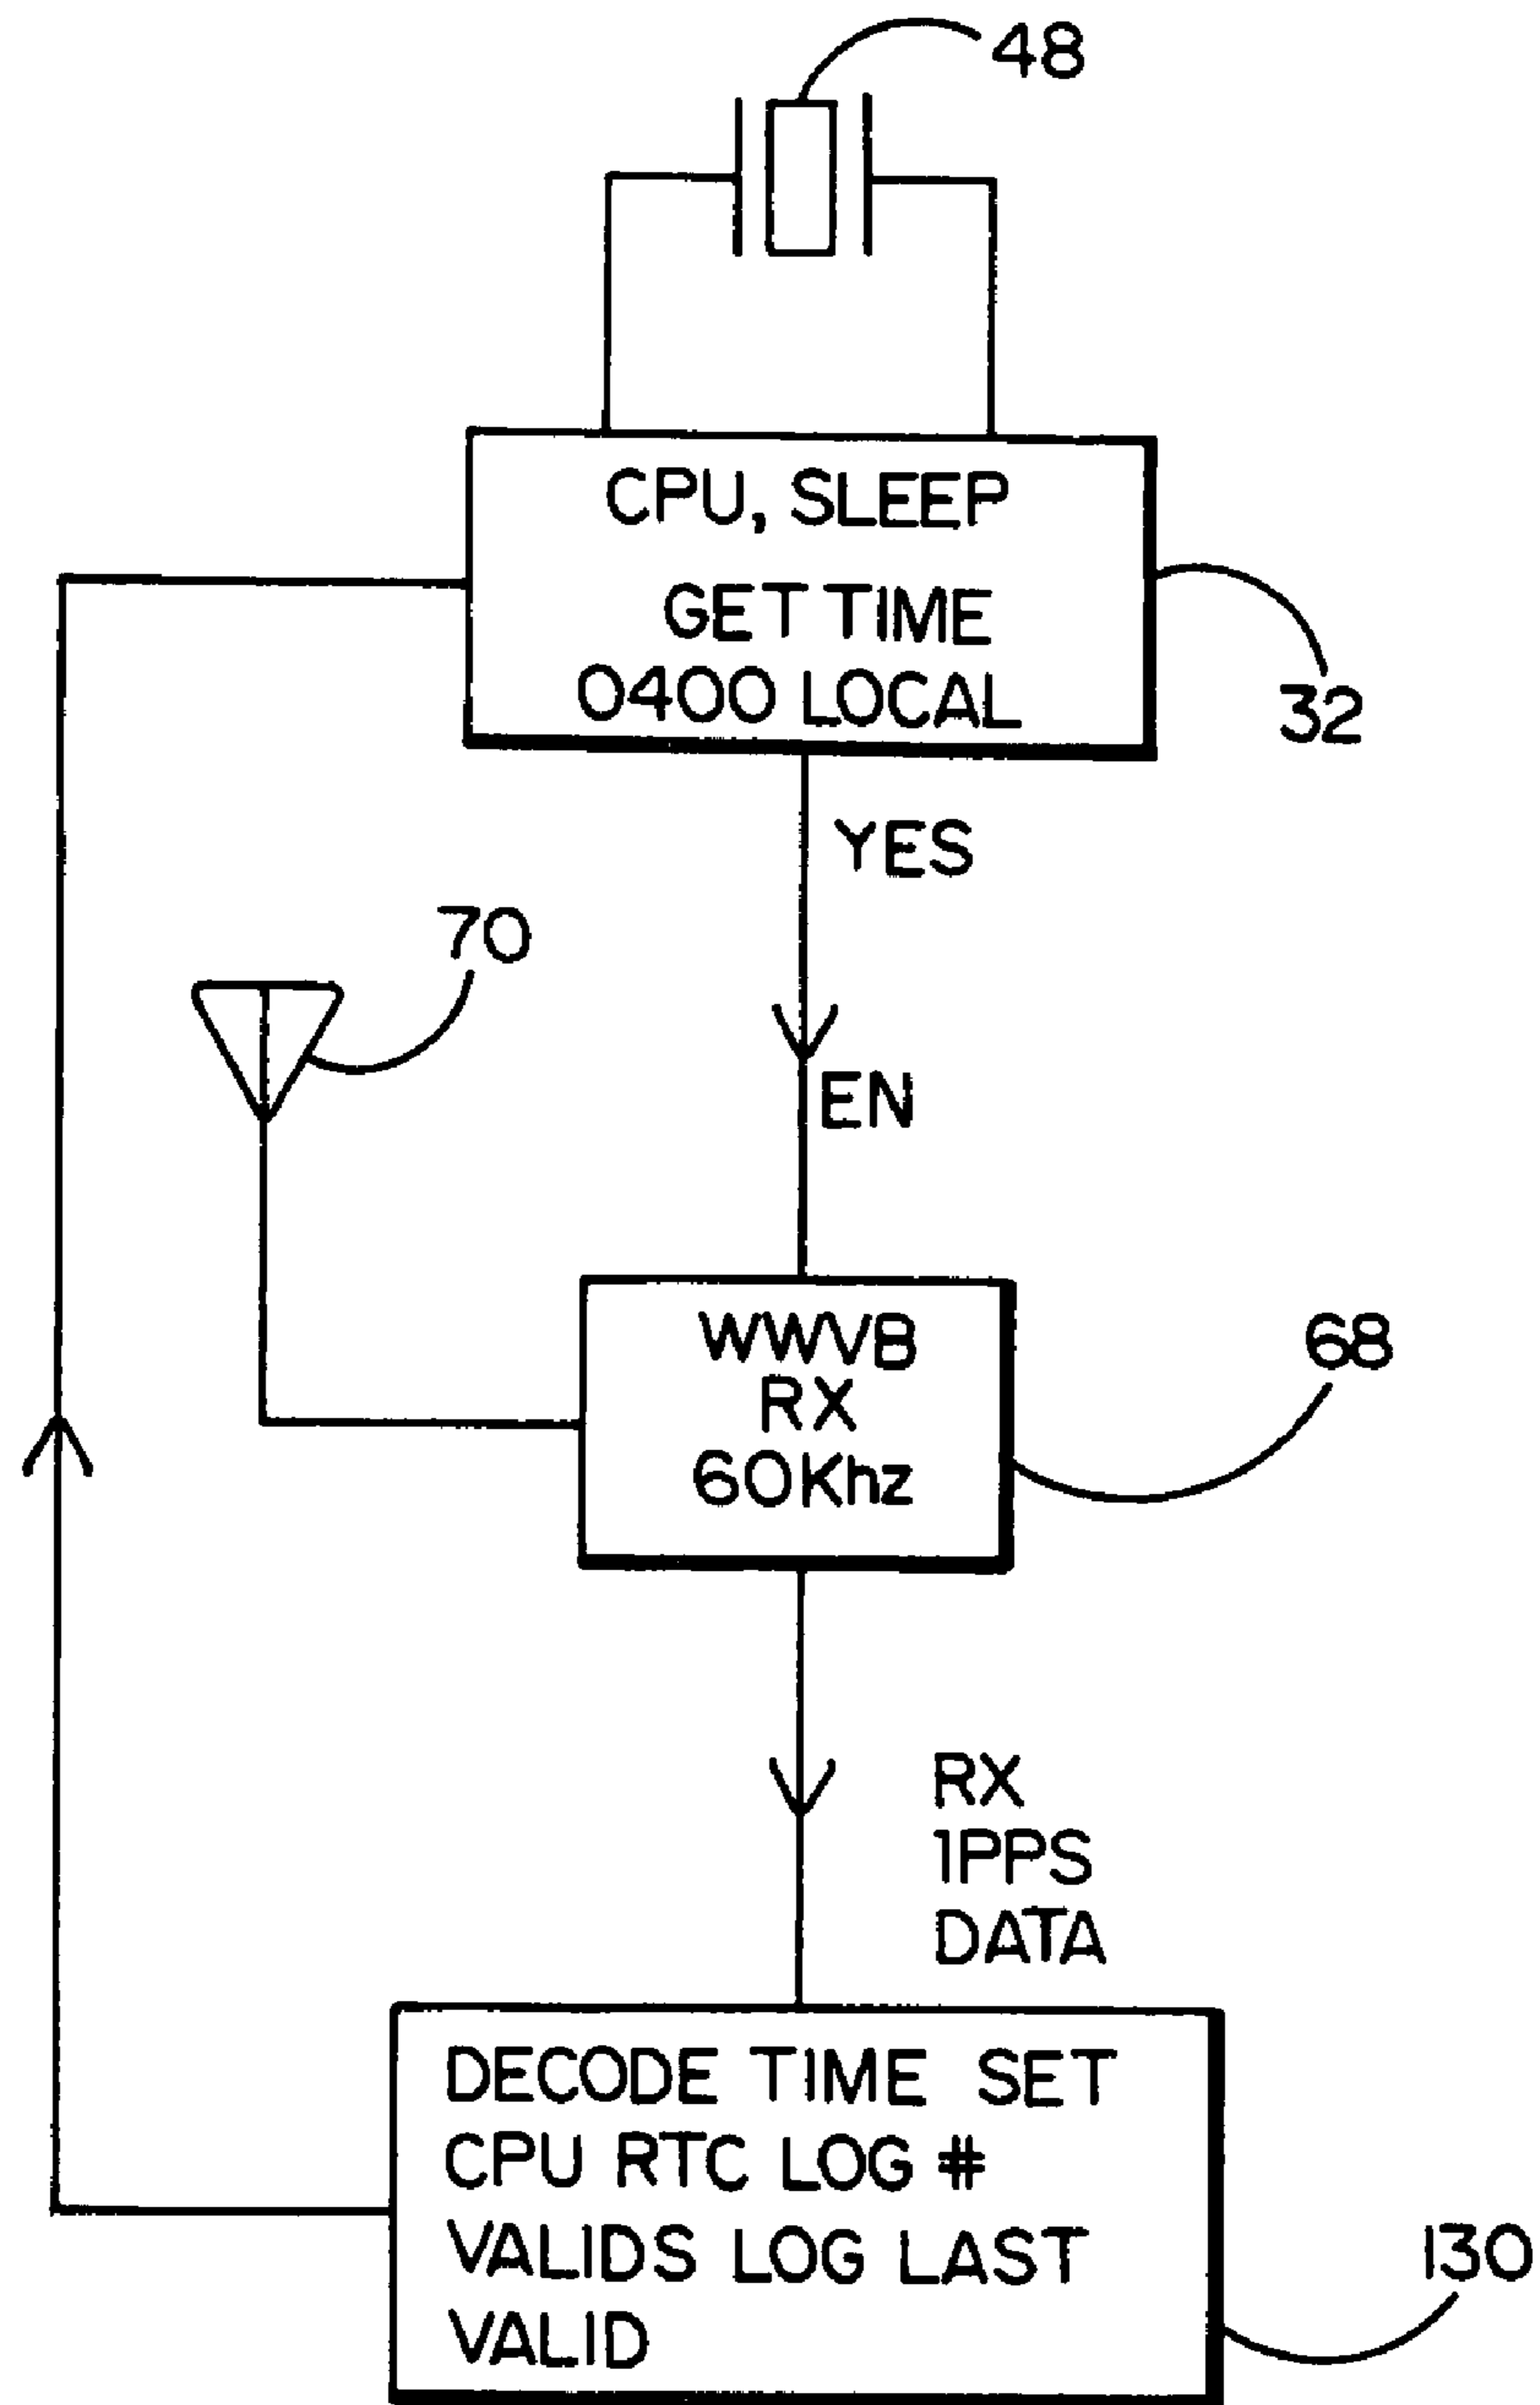 48
CPU, SLEEP
GET TIME
0400 LOCAL
32
YES
70
EN
WWVB
RX
60Khz
68
RX
1PPS
DATA
DECODE TIME SET
CPU RTC LOG #
VALIDS LOG LAST
VALID
130